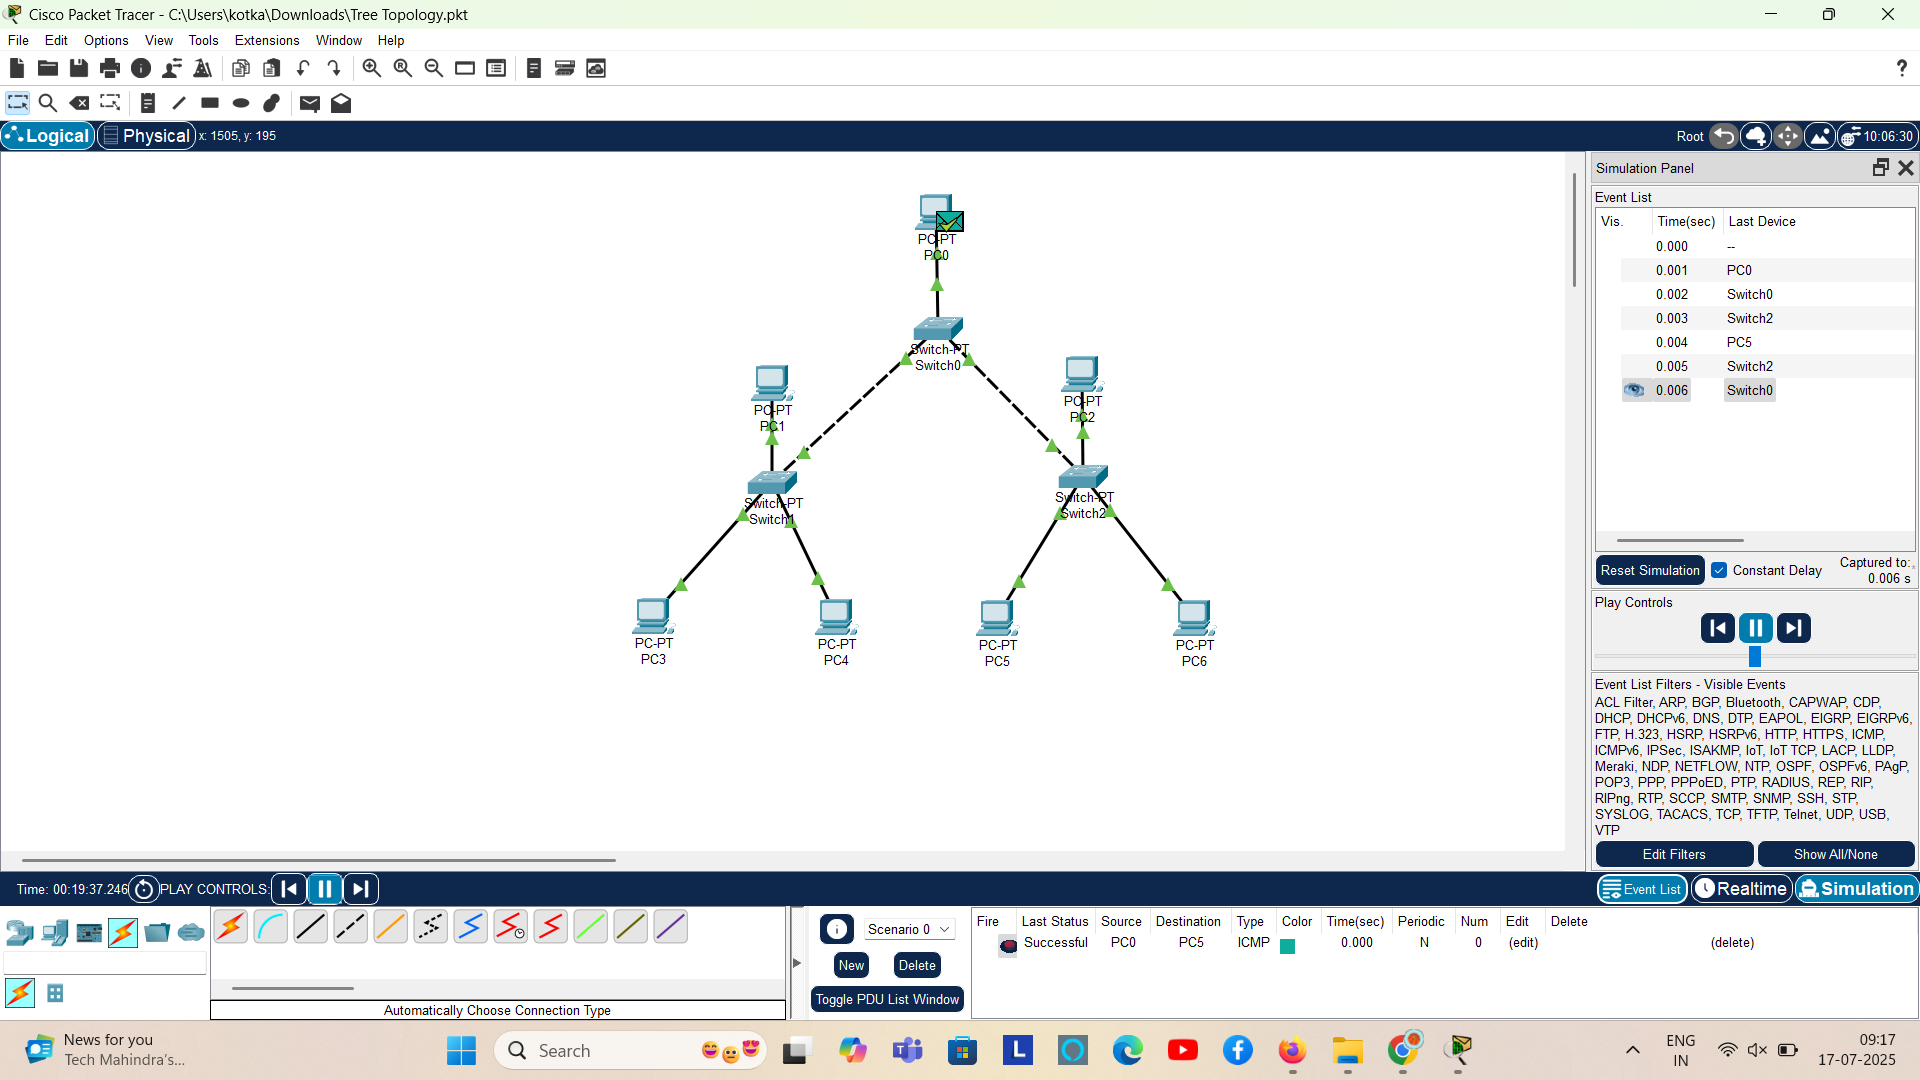 Cisco Packet Tracer - C:\Users\kotka\Downloads\Tree Topology.pkt
File Edit Options View Tools Extensions Window Help
?
Logical Physical x: 1505, y: 195 Root 10:06:30
Simulation Panel
Event List
Vis. Time(sec) Last Device
0.000 --
0.001 PC0
0.002 Switch0
0.003 Switch2
0.004 PC5
0.005 Switch2
0.006 Switch0
PC-PT
PC0
Switch-PT
Switch0
PC-PT
PC1
PC-PT
PC2
Switch-PT
Switch1
Switch-PT
Switch2
PC-PT
PC3
PC-PT
PC4
PC-PT
PC5
PC-PT
PC6
Reset Simulation Constant Delay Captured to:
0.006 s
Play Controls
Event List Filters - Visible Events
ACL Filter, ARP, BGP, Bluetooth, CAPWAP, CDP,
DHCP, DHCPv6, DNS, DTP, EAPOL, EIGRP, EIGRPv6,
FTP, H.323, HSRP, HSRPv6, HTTP, HTTPS, ICMP,
ICMPv6, IPSec, ISAKMP, IoT, IoT TCP, LACP, LLDP,
Meraki, NDP, NETFLOW, NTP, OSPF, OSPFv6, PAgP,
POP3, PPP, PPPoED, PTP, RADIUS, REP, RIP,
RIPng, RTP, SCCP, SMTP, SNMP, SSH, STP,
SYSLOG, TACACS, TCP, TFTP, Telnet, UDP, USB,
VTP
Edit Filters Show All/None
Time: 00:19:37.246 PLAY CONTROLS:
Event List Realtime Simulation
Automatically Choose Connection Type
Scenario 0
New Delete
Toggle PDU List Window
Fire Last Status Source Destination Type Color Time(sec) Periodic Num Edit Delete
Successful PC0 PC5 ICMP 0.000 N 0 (edit) (delete)
News for you
Tech Mahindra's...
Search
L
ENG
IN
09:17
17-07-2025